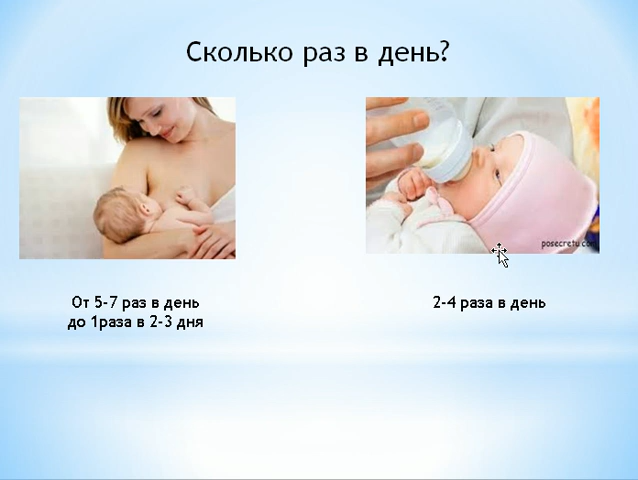 Сколько раз в день?
posecretu.com
От 5-7 раз в день
до 1раза в 2-3 дня
2-4 раза в день